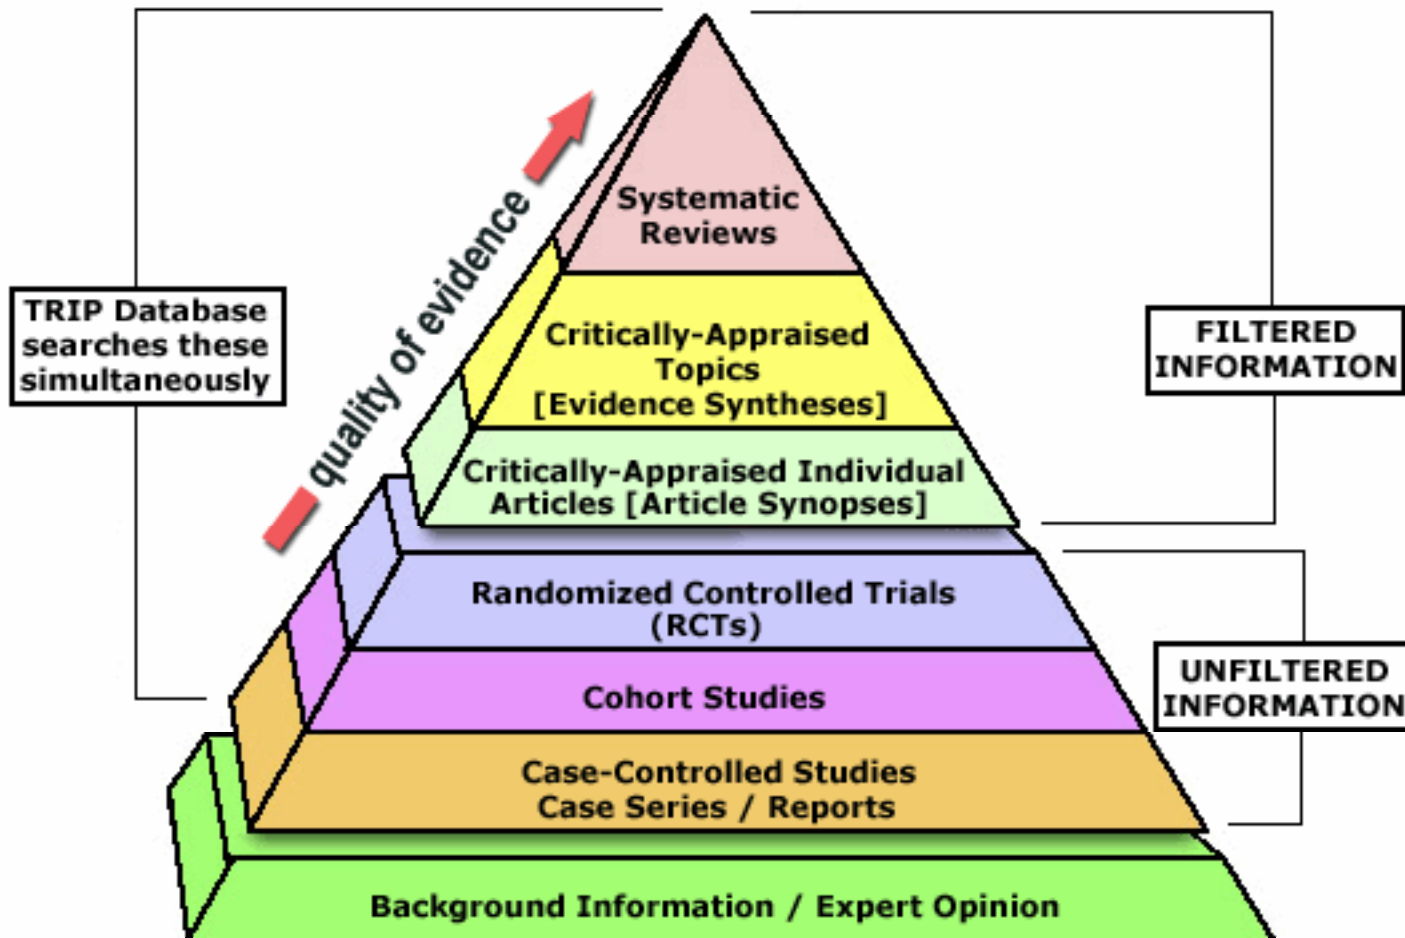 Systematic
Reviews
quality of evidence
TRIP Database
searches these
simultaneously
FILTERED
INFORMATION
Critically-Appraised
Topics
[Evidence Syntheses]
Critically-Appraised Individual
Articles [Article Synopses]
Randomized Controlled Trials
(RCTs)
UNFILTERED
INFORMATION
Cohort Studies
Case-Controlled Studies
Case Series / Reports
Background Information / Expert Opinion